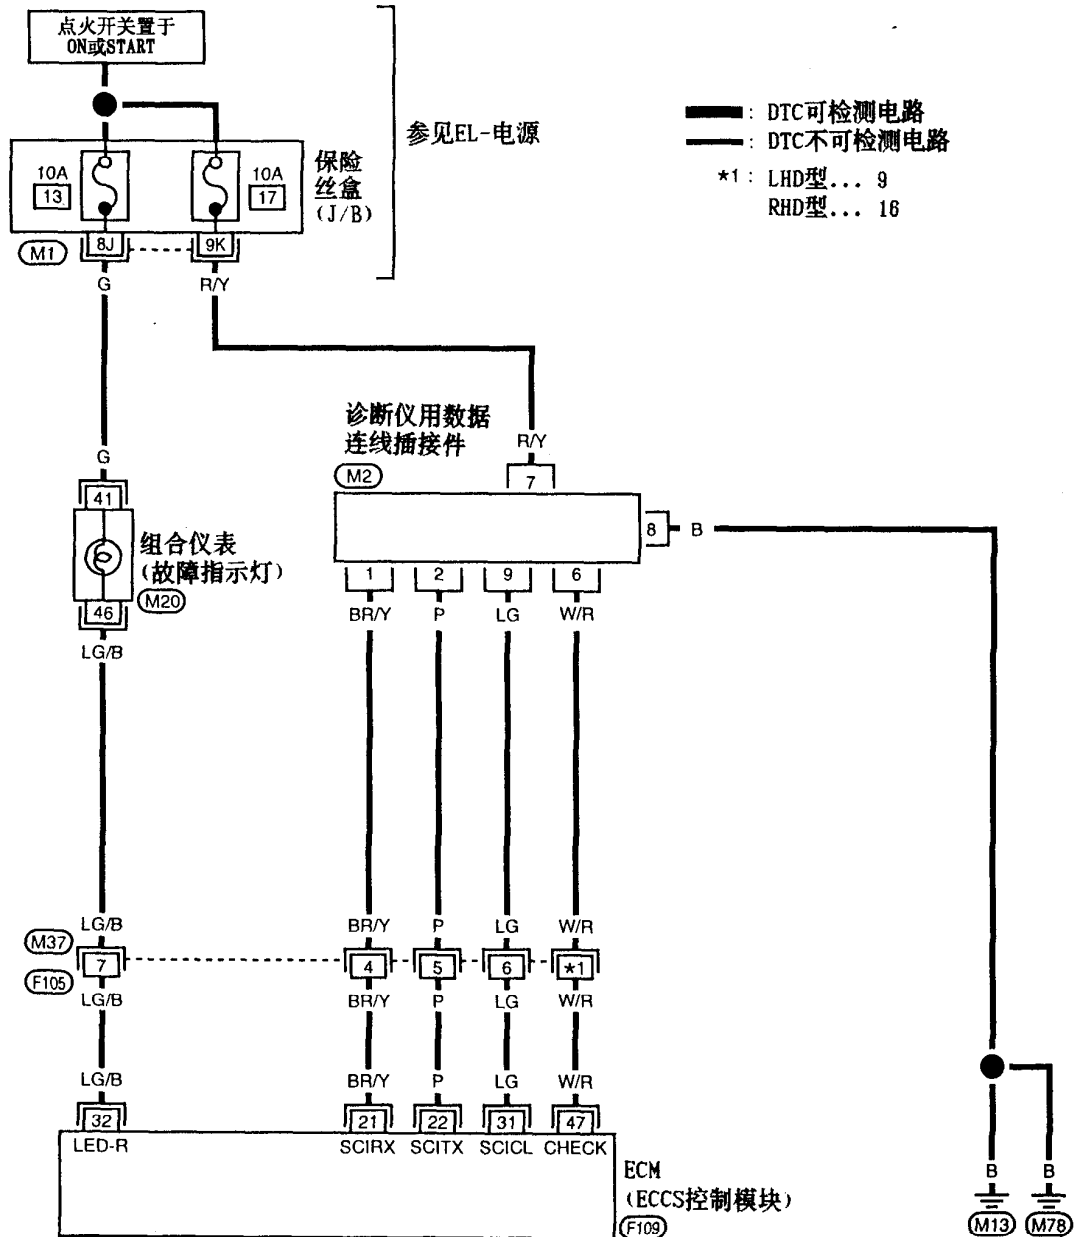 点火开关置于
ON或START
参见EL-电源
: DTC可检测电路
: DTC不可检测电路
*1: LHD型... 9
RHD型... 16
10A
13
10A
17
保险
丝盒
(J/B)
M1
8J
9K
G
R/Y
诊断仪用数据
连线插接件
M2
R/Y
7
G
41
8
B
组合仪表
(故障指示灯)
M20
46
1
2
9
6
LG/B
BR/Y
P
LG
W/R
LG/B
BR/Y
P
LG
W/R
M37
F105
7
4
5
6
*1
LG/B
BR/Y
P
LG
W/R
LG/B
BR/Y
P
LG
W/R
32
21
22
31
47
LED-R
SCIRX
SCITX
SCICL
CHECK
ECM
(ECCS控制模块)
F109
B
B
M13
M78